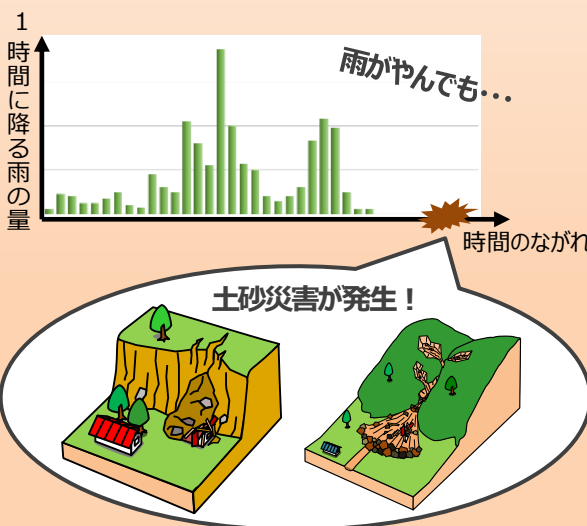 1時間に降る雨の量
雨がやんでも・・・
時間のながれ
土砂災害が発生！